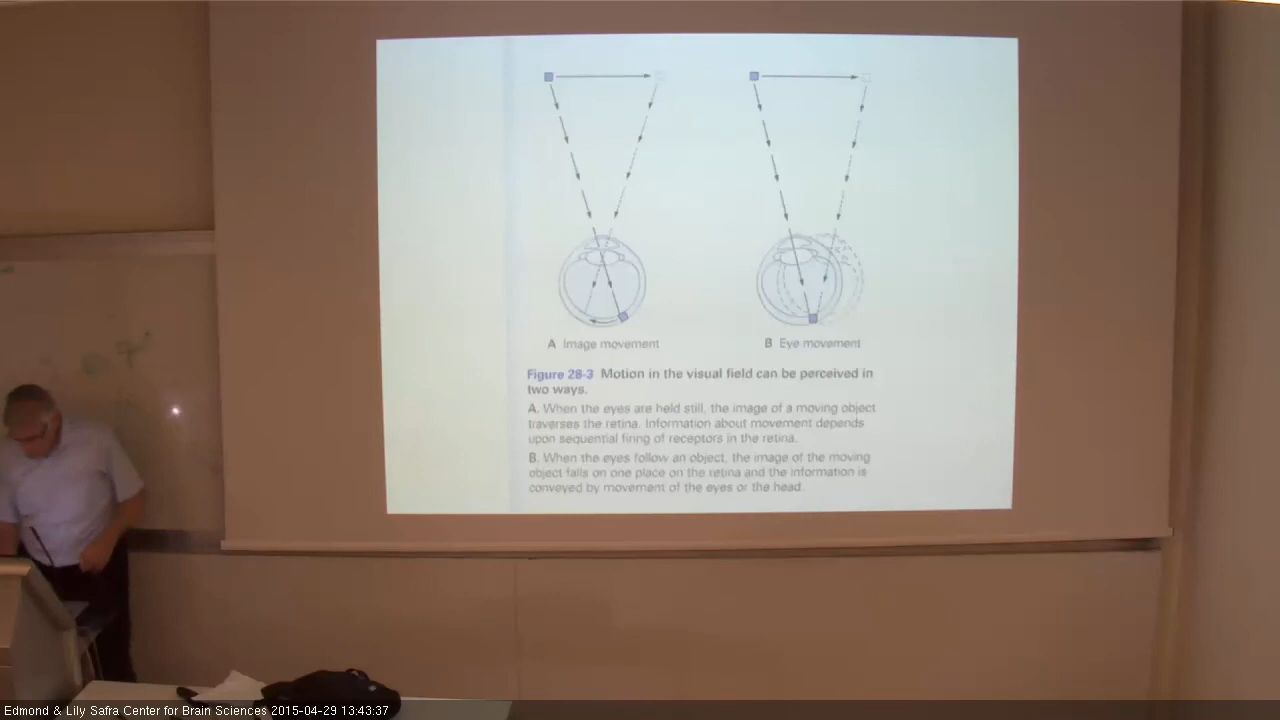 A Image movement
B Eye movement
Figure 28-3 Motion in the visual field can be perceived in
two ways.
A. When the eyes are held still, the image of a moving object
traverses the retina. Information about movement depends
upon sequential firing of receptors in the retina.
B. When the eyes follow an object, the image of the moving
object falls on one place on the retina and the information is
conveyed by movement of the eyes or the head.
Edmond & Lily Safra Center for Brain Sciences 2015-04-29 13:43:37